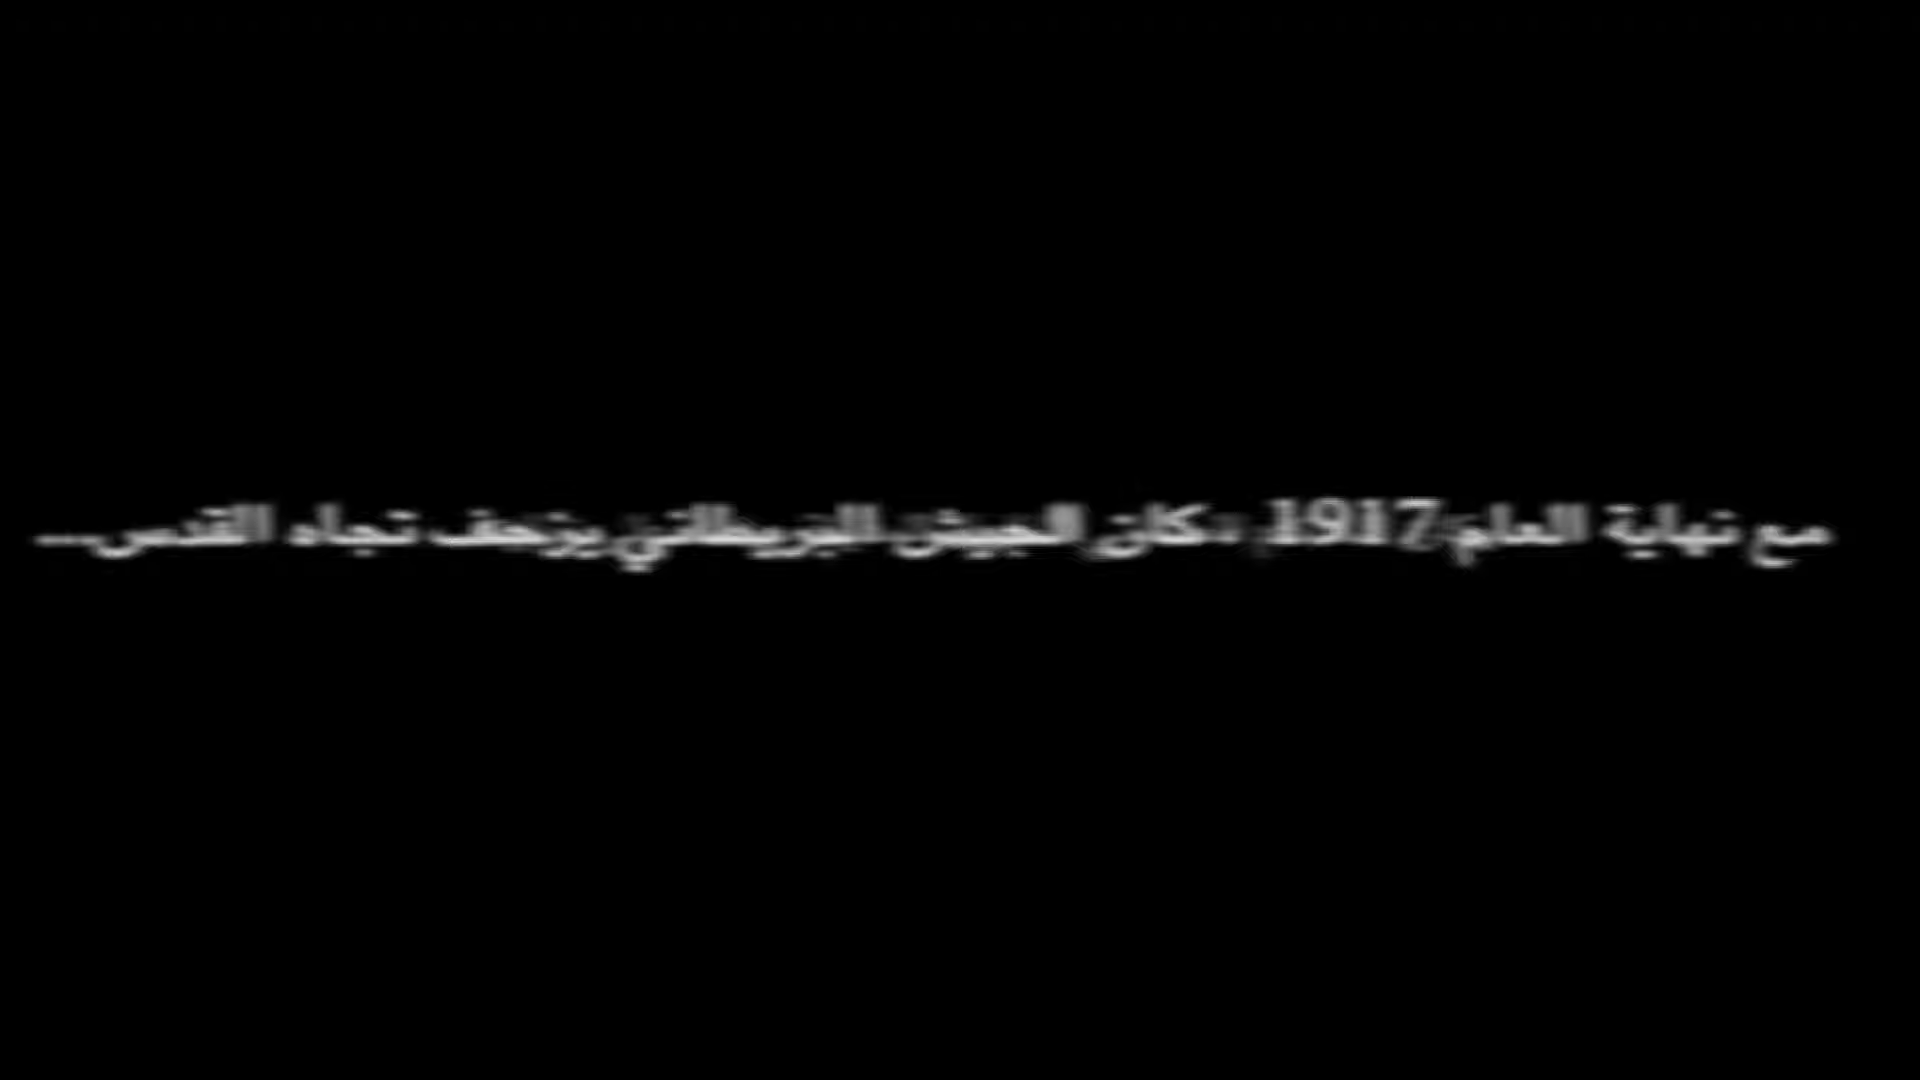 مع نهاية العام 1917 ، كان الجيش البريطاني يزحف تجاه القدس...